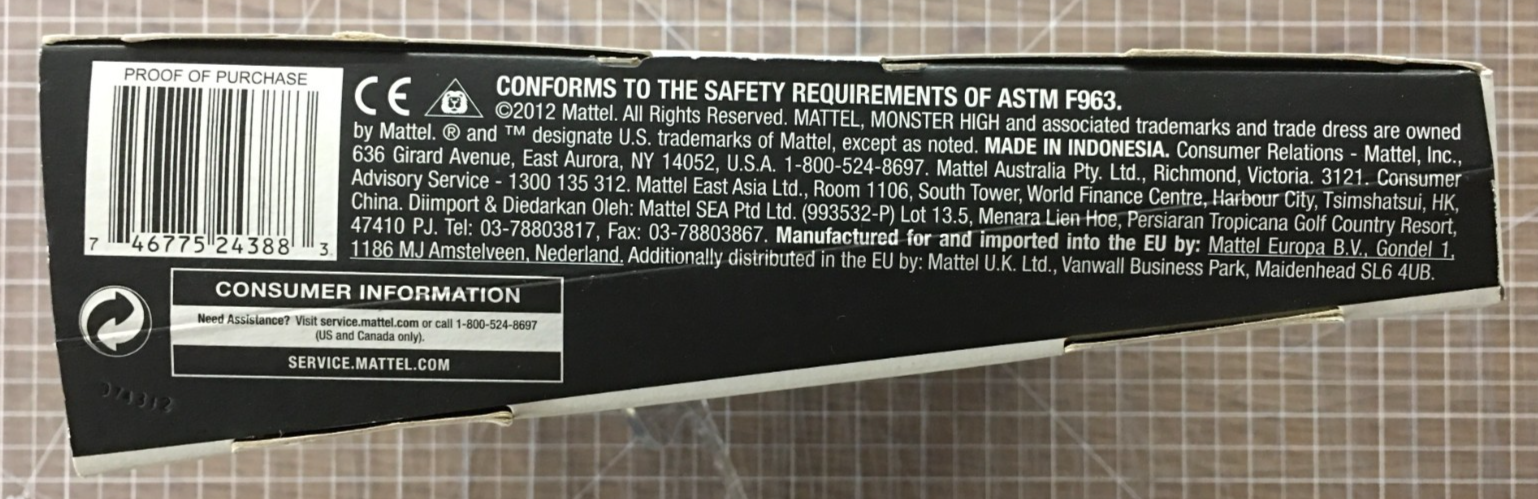 PROOF OF PURCHASE
7 46775 24388 3
CE
CONFORMS TO THE SAFETY REQUIREMENTS OF ASTM F963.
©2012 Mattel. All Rights Reserved. MATTEL, MONSTER HIGH and associated trademarks and trade dress are owned
by Mattel. ® and ™ designate U.S. trademarks of Mattel, except as noted. MADE IN INDONESIA. Consumer Relations - Mattel, Inc.,
636 Girard Avenue, East Aurora, NY 14052, U.S.A. 1-800-524-8697. Mattel Australia Pty. Ltd., Richmond, Victoria. 3121. Consumer
Advisory Service - 1300 135 312. Mattel East Asia Ltd., Room 1106, South Tower, World Finance Centre, Harbour City, Tsimshatsui, HK,
China. Diimport & Diedarkan Oleh: Mattel SEA Ptd Ltd. (993532-P) Lot 13.5, Menara Lien Hoe, Persiaran Tropicana Golf Country Resort,
47410 PJ. Tel: 03-78803817, Fax: 03-78803867. Manufactured for and imported into the EU by: Mattel Europa B.V., Gondel 1,
1186 MJ Amstelveen, Nederland. Additionally distributed in the EU by: Mattel U.K. Ltd., Vanwall Business Park, Maidenhead SL6 4UB.
CONSUMER INFORMATION
Need Assistance? Visit service.mattel.com or call 1-800-524-8697
(US and Canada only).
SERVICE.MATTEL.COM